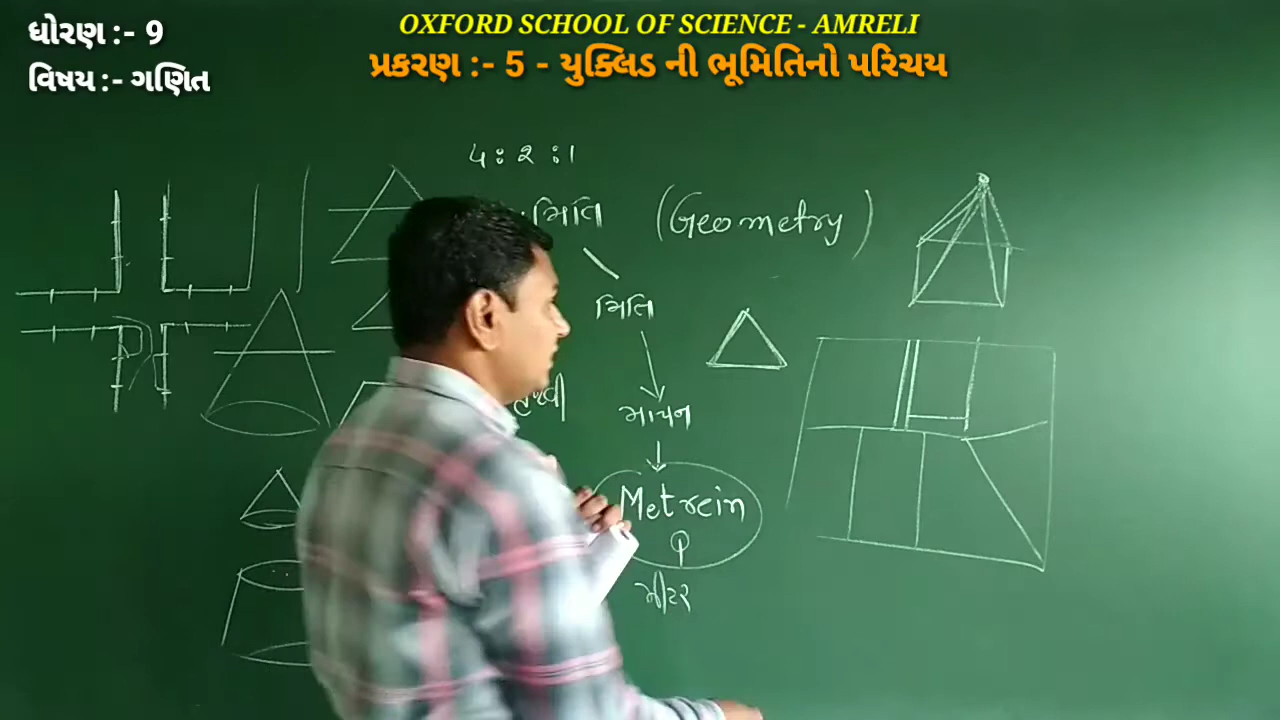 ધોરણ :- 9
વિષય :- ગણિત
OXFORD SCHOOL OF SCIENCE - AMRELI
પ્રકરણ :- 5 - યુક્લિડ ની ભૂમિતિનો પરિચય
૫ : ૨ : ૧
મિતિ (Geometry)
મિતિ
માપન
Metrein
મીટર